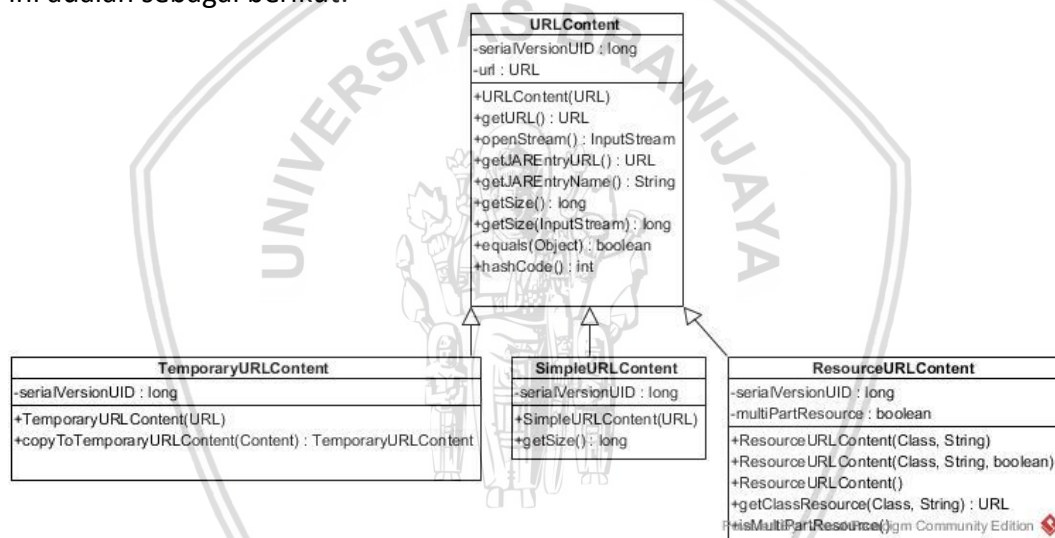 ini adalah sebagai berikut:
UNIVERSITAS BRAWIJAYA
URLContent
-serialVersionUID : long
-url : URL
+URLContent(URL)
+getURL() : URL
+openStream() : InputStream
+getJAREntryURL() : URL
+getJAREntryName() : String
+getSize() : long
+getSize(InputStream) : long
+equals(Object) : boolean
+hashCode() : int
TemporaryURLContent
-serialVersionUID : long
+TemporaryURLContent(URL)
+copyToTemporaryURLContent(Content) : TemporaryURLContent
SimpleURLContent
-serialVersionUID : long
+SimpleURLContent(URL)
+getSize() : long
ResourceURLContent
-serialVersionUID : long
-multiPartResource : boolean
+ResourceURLContent(Class, String)
+ResourceURLContent(Class, String, boolean)
+ResourceURLContent()
+getClassResource(Class, String) : URL
+isMultiPartResource()
Community Edition